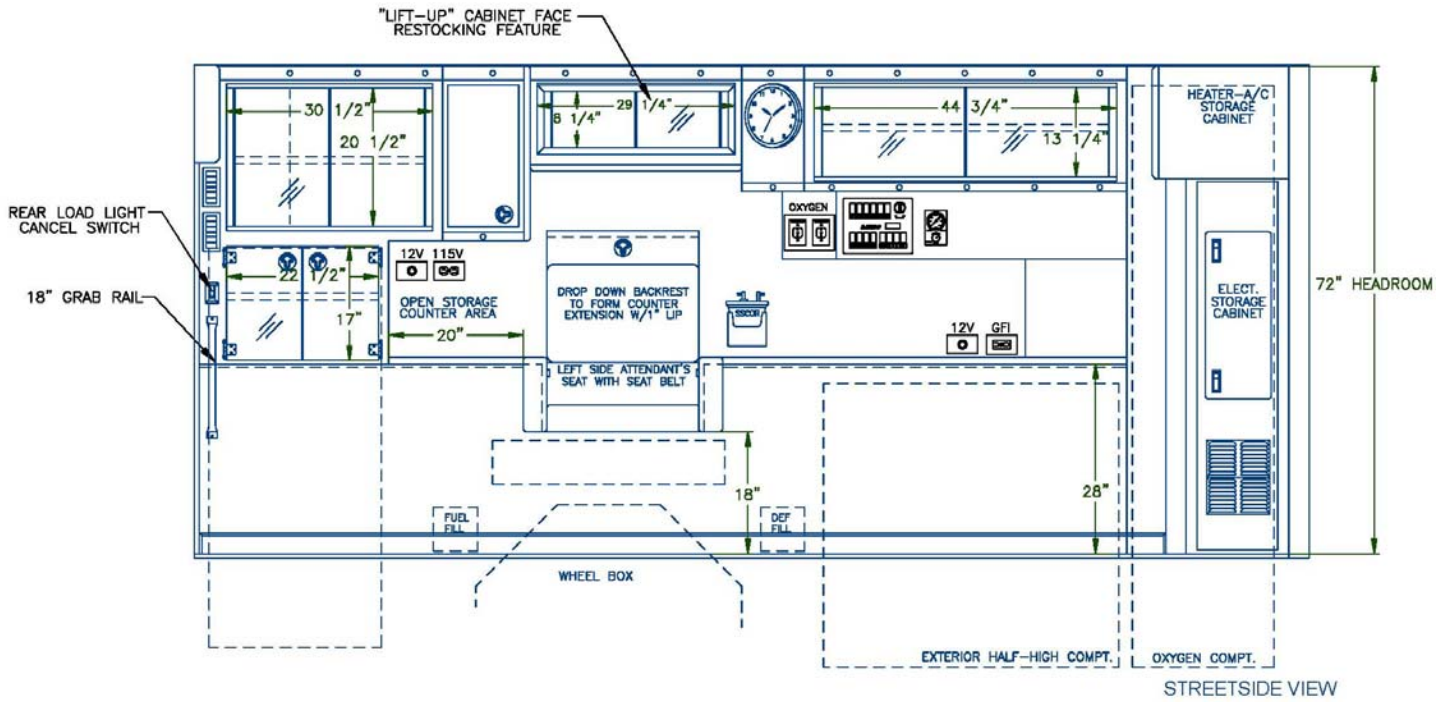 "LIFT-UP" CABINET FACE
RESTOCKING FEATURE
HEATER-A/C
STORAGE
CABINET
30 1/2"
20 1/2"
29 1/4"
8 1/4"
44 3/4"
13 1/4"
REAR LOAD LIGHT
CANCEL SWITCH
OXYGEN
12V 115V
22 1/2"
18" GRAB RAIL
17"
OPEN STORAGE
COUNTER AREA
20"
DROP DOWN BACKREST
TO FORM COUNTER
EXTENSION W/1" LIP
SSCOR
12V GFI
ELECT.
STORAGE
CABINET
72" HEADROOM
LEFT SIDE ATTENDANT'S
SEAT WITH SEAT BELT
18"
28"
FUEL
FILL
DEF
FILL
WHEEL BOX
EXTERIOR HALF-HIGH COMPT.
OXYGEN COMPT.
STREETSIDE VIEW